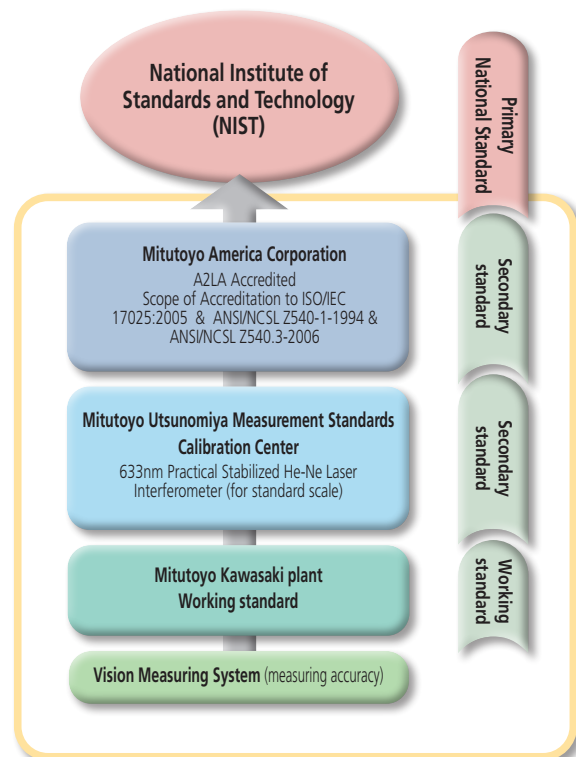 National Institute of
Standards and Technology
(NIST)
Primary
National Standard
Mitutoyo America Corporation
A2LA Accredited
Scope of Accreditation to ISO/IEC
17025:2005 & ANSI/NCSL Z540-1-1994 &
ANSI/NCSL Z540.3-2006
Secondary
standard
Mitutoyo Utsunomiya Measurement Standards
Calibration Center
633nm Practical Stabilized He-Ne Laser
Interferometer (for standard scale)
Secondary
standard
Mitutoyo Kawasaki plant
Working standard
Working
standard
Vision Measuring System (measuring accuracy)